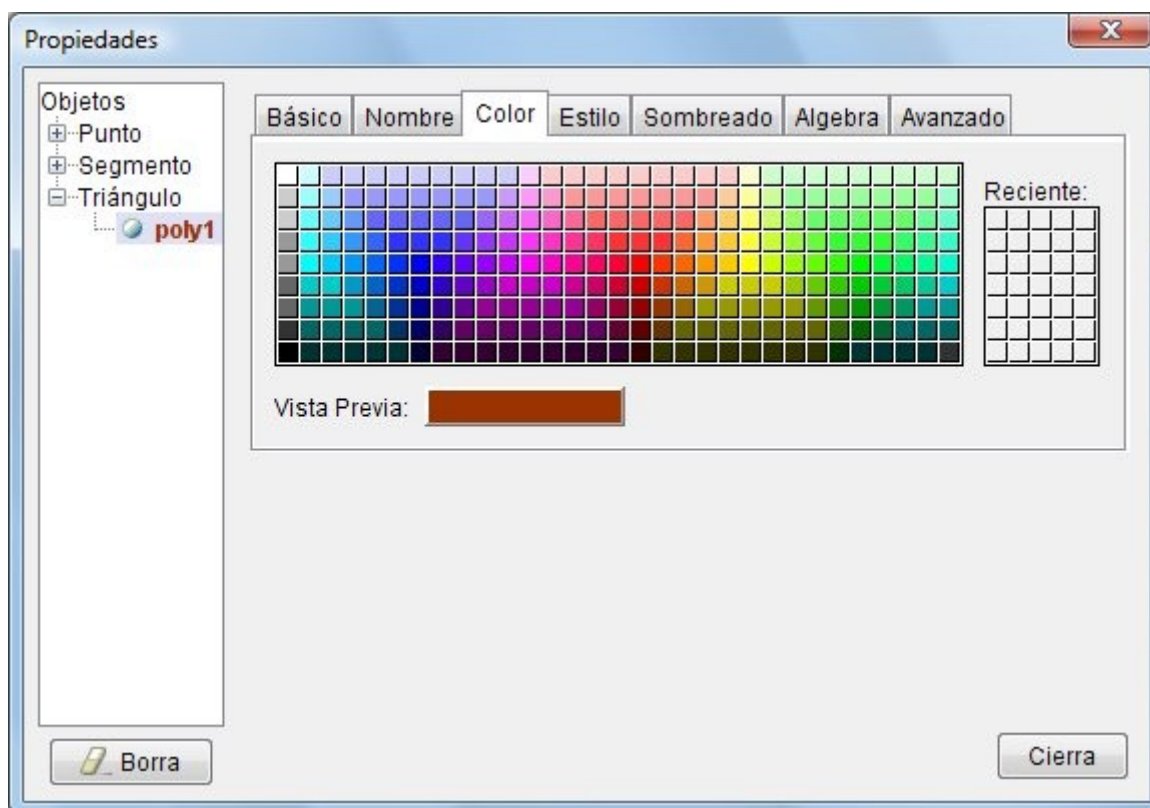 Propiedades
Objetos
Punto
Segmento
Triángulo
poly1
Básico Nombre Color Estilo Sombreado Algebra Avanzado
Reciente:
Vista Previa:
Borra
Cierra